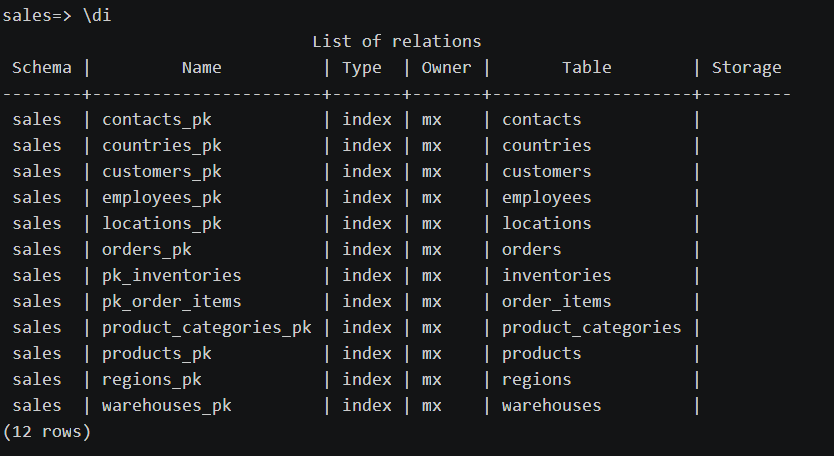 sales=> \di
                              List of relations
 Schema |         Name          | Type  | Owner |       Table        | Storage
--------+-----------------------+-------+-------+--------------------+---------
 sales  | contacts_pk           | index | mx    | contacts           |
 sales  | countries_pk          | index | mx    | countries          |
 sales  | customers_pk          | index | mx    | customers          |
 sales  | employees_pk          | index | mx    | employees          |
 sales  | locations_pk          | index | mx    | locations          |
 sales  | orders_pk             | index | mx    | orders             |
 sales  | pk_inventories        | index | mx    | inventories        |
 sales  | pk_order_items        | index | mx    | order_items        |
 sales  | product_categories_pk | index | mx    | product_categories |
 sales  | products_pk           | index | mx    | products           |
 sales  | regions_pk            | index | mx    | regions            |
 sales  | warehouses_pk         | index | mx    | warehouses         |
(12 rows)